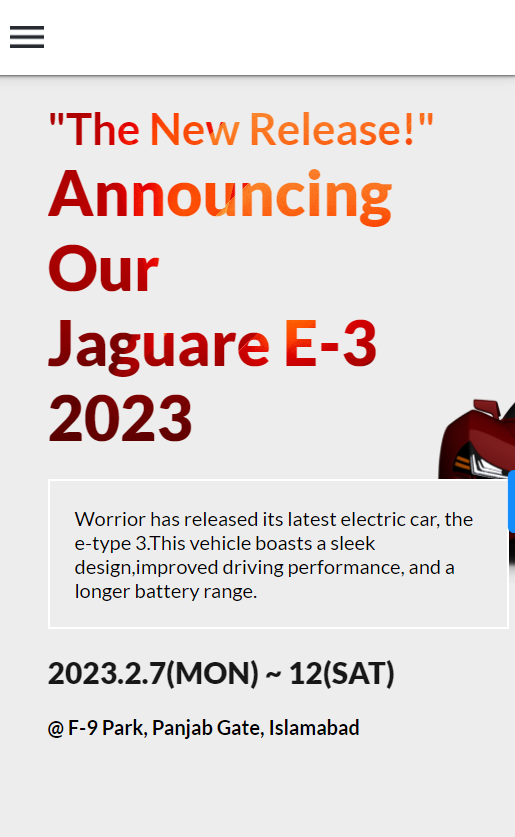 "The New Release!"
Announcing
Our
Jaguare E-3
2023
Worrior has released its latest electric car, the
e-type 3.This vehicle boasts a sleek
design,improved driving performance, and a
longer battery range.
2023.2.7(MON) ~ 12(SAT)
@ F-9 Park, Panjab Gate, Islamabad